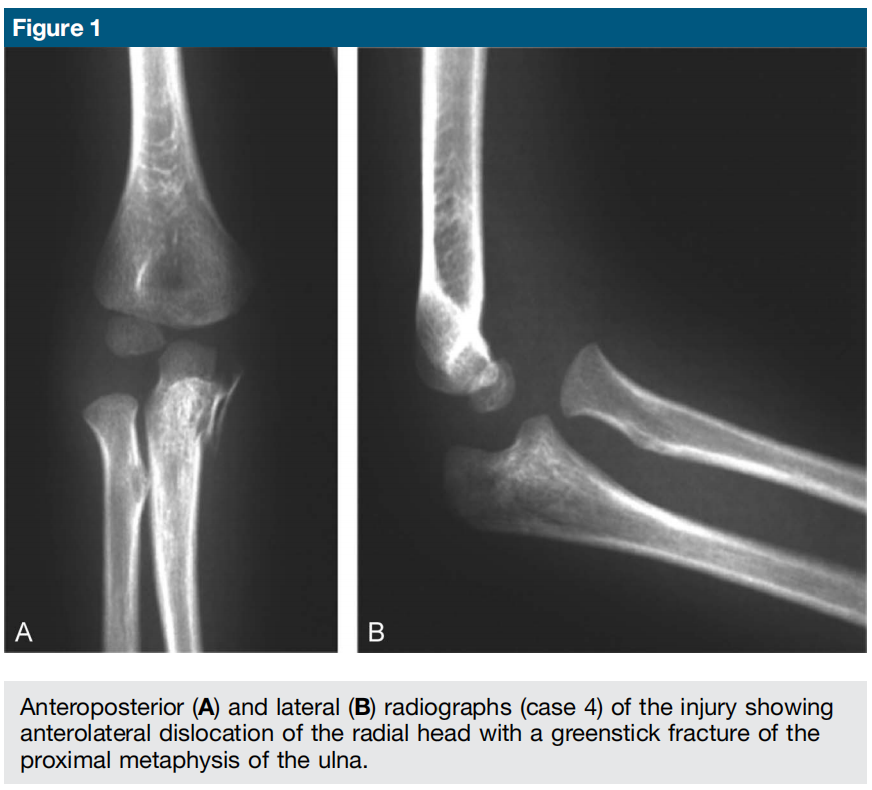 Figure 1
A
B
Anteroposterior (A) and lateral (B) radiographs (case 4) of the injury showing
anterolateral dislocation of the radial head with a greenstick fracture of the
proximal metaphysis of the ulna.